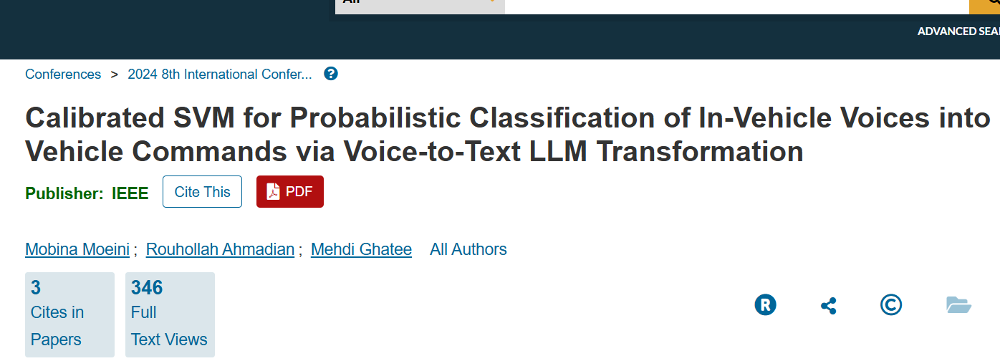 All
ADVANCED SEA
Conferences > 2024 8th International Confer... ?
Calibrated SVM for Probabilistic Classification of In-Vehicle Voices into
Vehicle Commands via Voice-to-Text LLM Transformation
Publisher: IEEE Cite This PDF
Mobina Moeini ; Rouhollah Ahmadian ; Mehdi Ghatee All Authors
3
Cites in
Papers
346
Full
Text Views
R ©